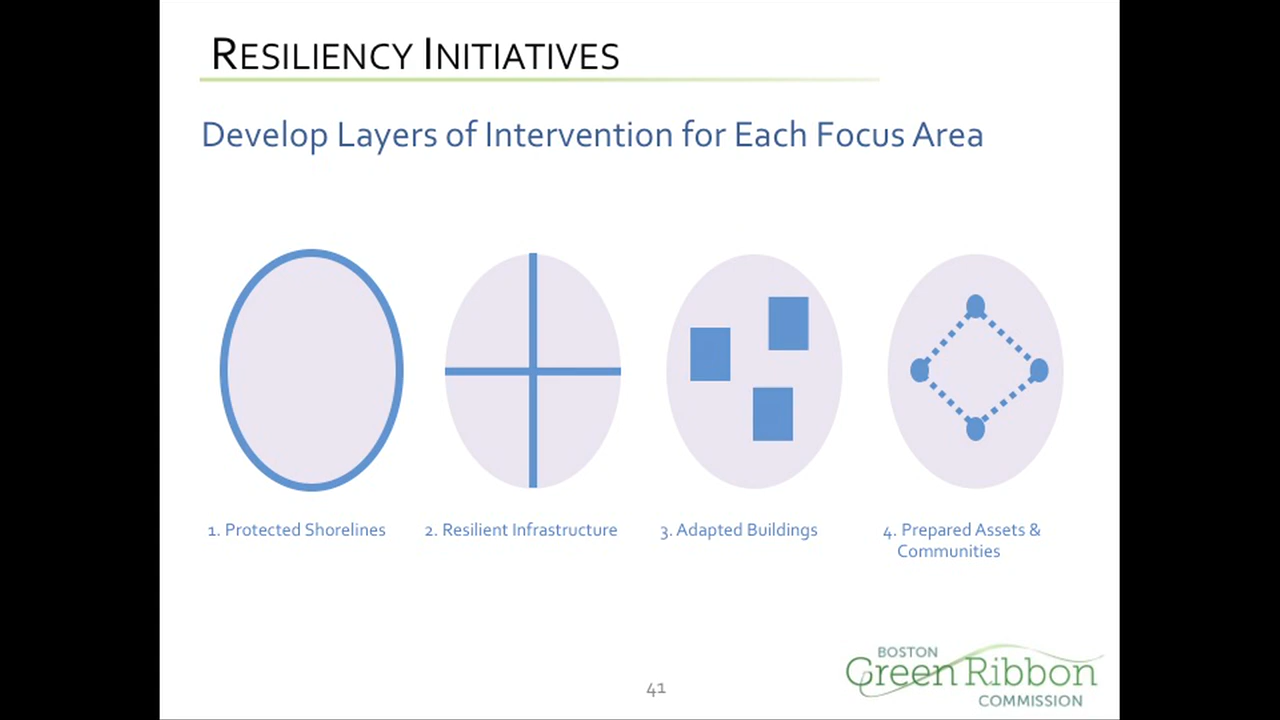 RESILIENCY INITIATIVES
Develop Layers of Intervention for Each Focus Area
1. Protected Shorelines
2. Resilient Infrastructure
3. Adapted Buildings
4. Prepared Assets &
Communities
41
BOSTON
Green Ribbon
COMMISSION